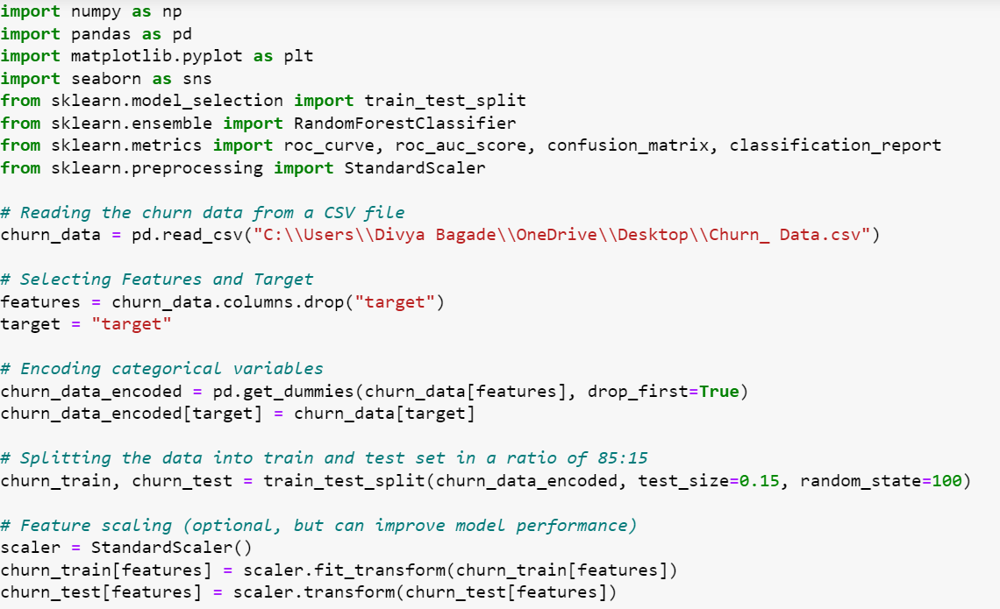 import numpy as np
import pandas as pd
import matplotlib.pyplot as plt
import seaborn as sns
from sklearn.model_selection import train_test_split
from sklearn.ensemble import RandomForestClassifier
from sklearn.metrics import roc_curve, roc_auc_score, confusion_matrix, classification_report
from sklearn.preprocessing import StandardScaler
# Reading the churn data from a CSV file
churn_data = pd.read_csv("C:\\Users\\Divya Bagade\\OneDrive\\Desktop\\Churn_ Data.csv")
# Selecting Features and Target
features = churn_data.columns.drop("target")
target = "target"
# Encoding categorical variables
churn_data_encoded = pd.get_dummies(churn_data[features], drop_first=True)
churn_data_encoded[target] = churn_data[target]
# Splitting the data into train and test set in a ratio of 85:15
churn_train, churn_test = train_test_split(churn_data_encoded, test_size=0.15, random_state=100)
# Feature scaling (optional, but can improve model performance)
scaler = StandardScaler()
churn_train[features] = scaler.fit_transform(churn_train[features])
churn_test[features] = scaler.transform(churn_test[features])